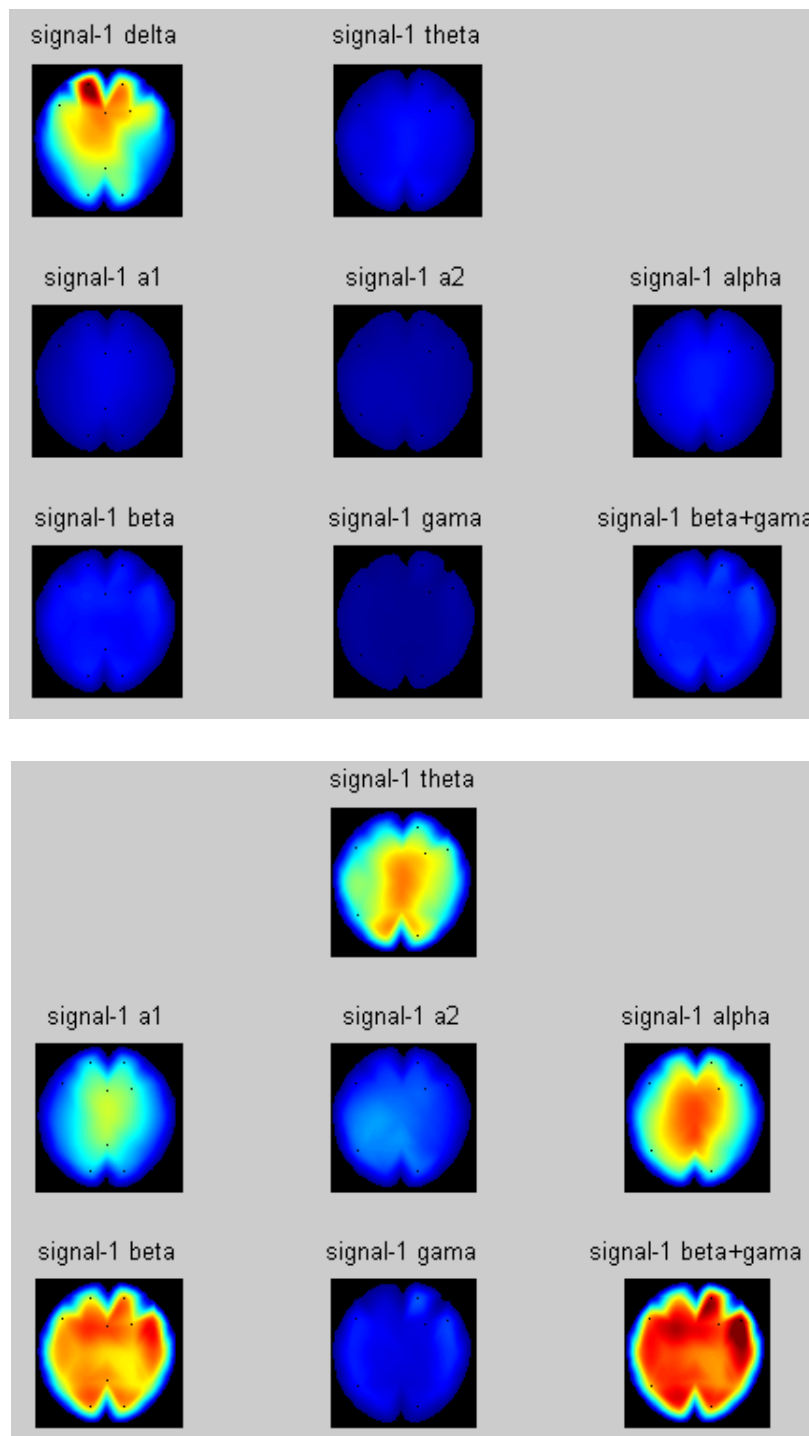 signal-1 delta signal-1 theta
signal-1 a1 signal-1 a2 signal-1 alpha
signal-1 beta signal-1 gama signal-1 beta+gama
signal-1 theta
signal-1 a1 signal-1 a2 signal-1 alpha
signal-1 beta signal-1 gama signal-1 beta+gama